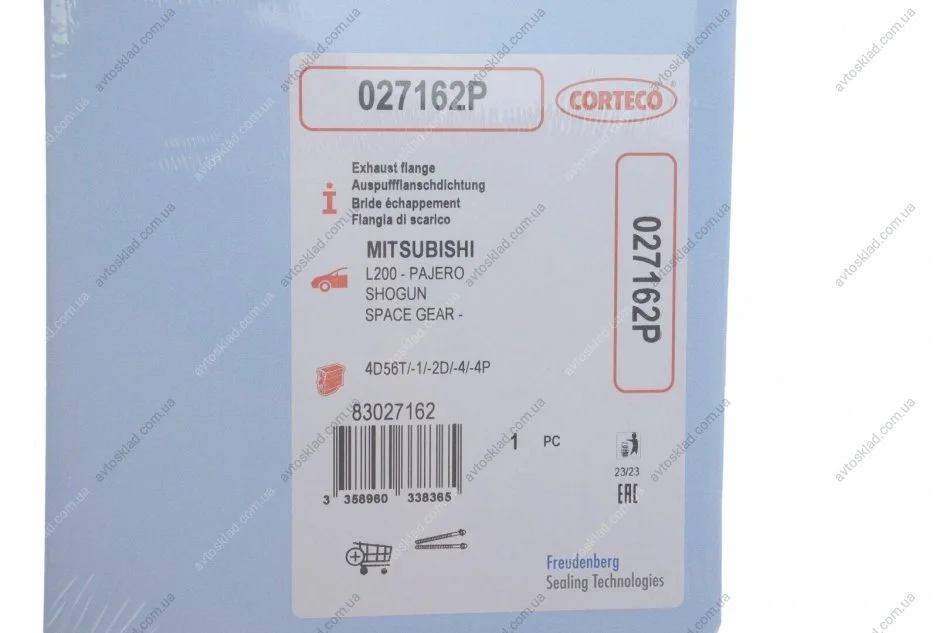 027162P
CORTECO
Exhaust flange
Auspuffflanschdichtung
Bride échappement
Flangia di scarico
MITSUBISHI
L200 - PAJERO
SHOGUN
SPACE GEAR -
4D56T/-1/-2D/-4/-4P
83027162
3 358960 338365
1 PC
23/23
EAC
027162P
Freudenberg
Sealing Technologies
avtosklad.com.ua